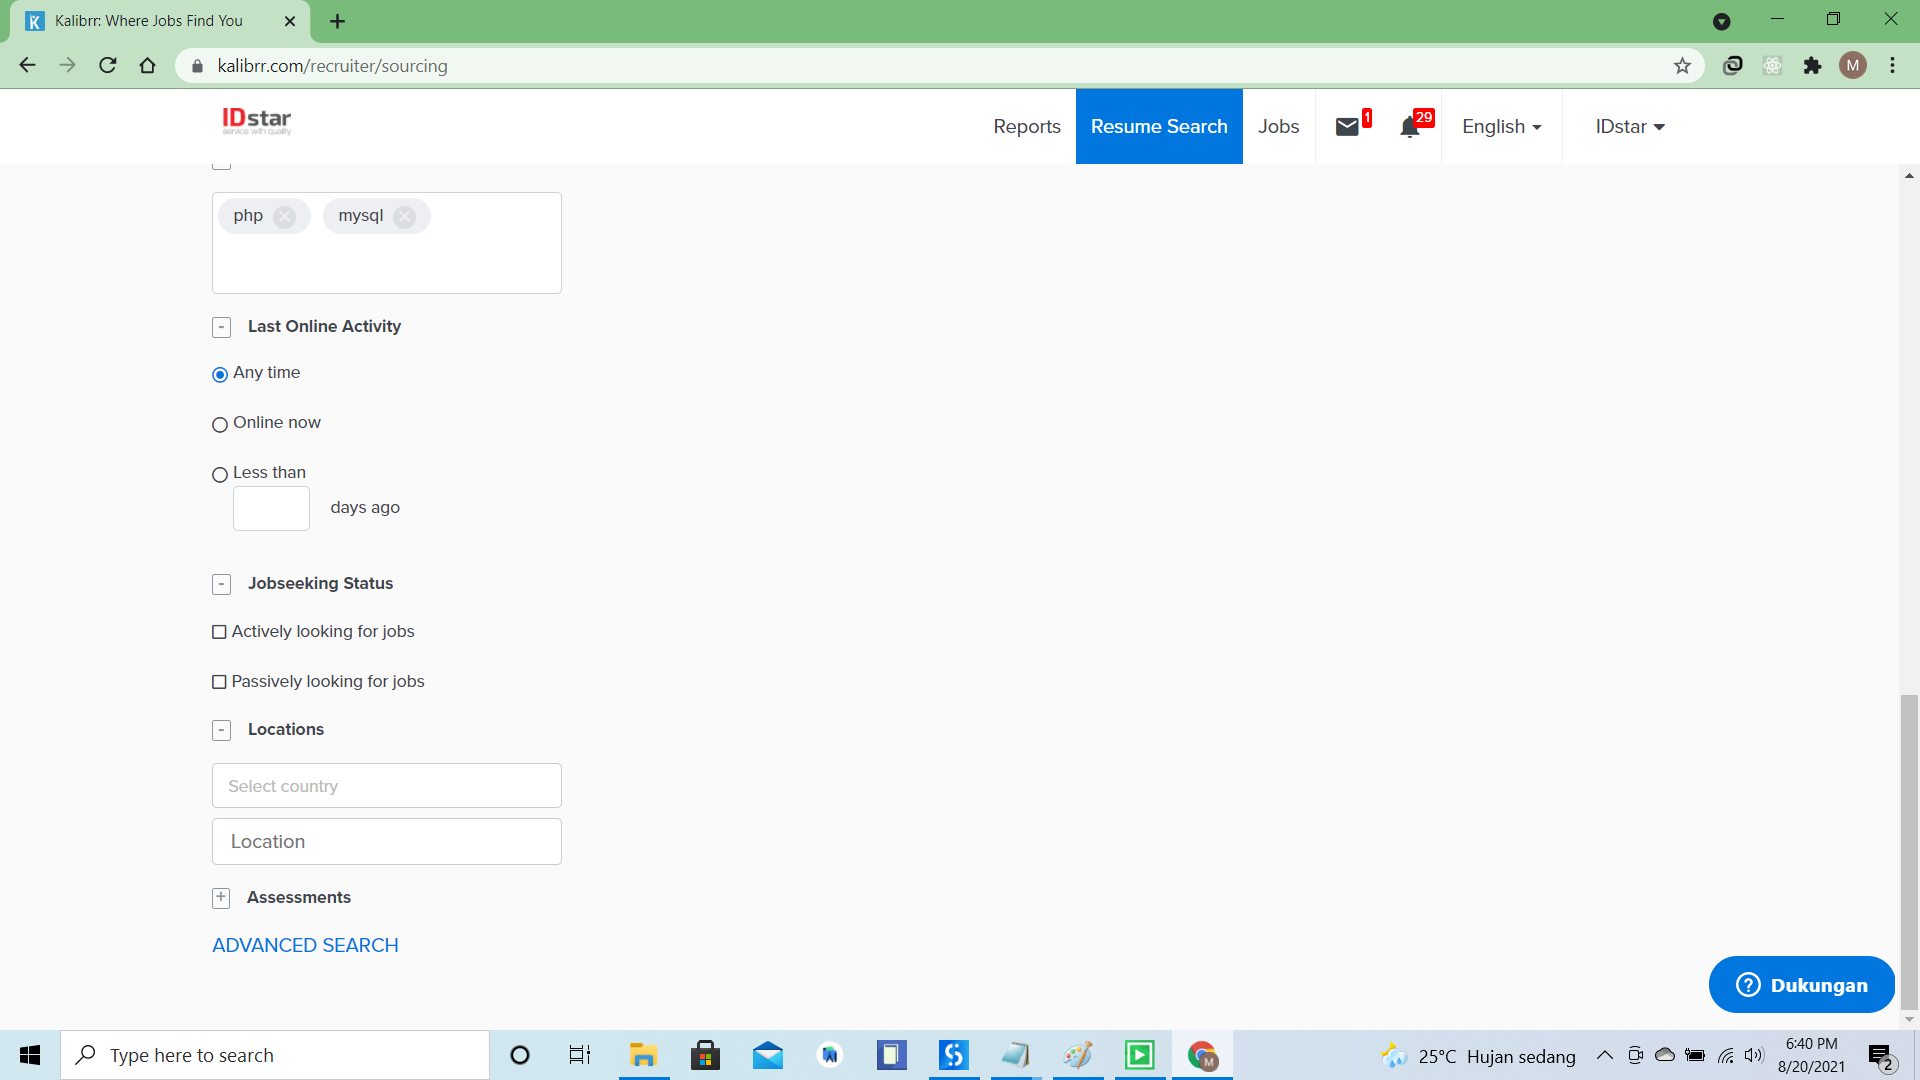 Kalibrr: Where Jobs Find You
kalibrr.com/recruiter/sourcing
M
IDstar
service with quality
Reports
Resume Search
Jobs
1
29
English
IDstar
php
mysql
- Last Online Activity
Any time
Online now
Less than
days ago
- Jobseeking Status
Actively looking for jobs
Passively looking for jobs
- Locations
Select country
Location
+ Assessments
ADVANCED SEARCH
? Dukungan
Type here to search
M
25°C Hujan sedang
6:40 PM
8/20/2021
2